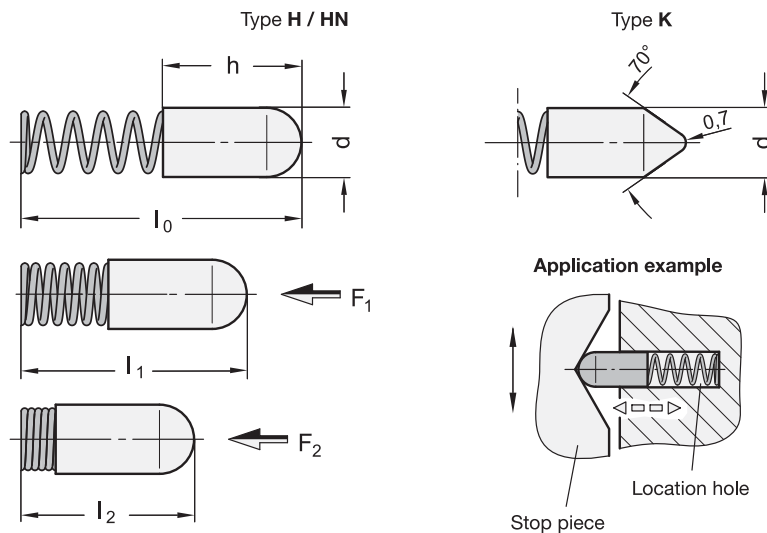 Type H / HN
h
d
l0
F1
l1
F2
l2
Type K
70°
0,7
d
Application example
Location hole
Stop piece